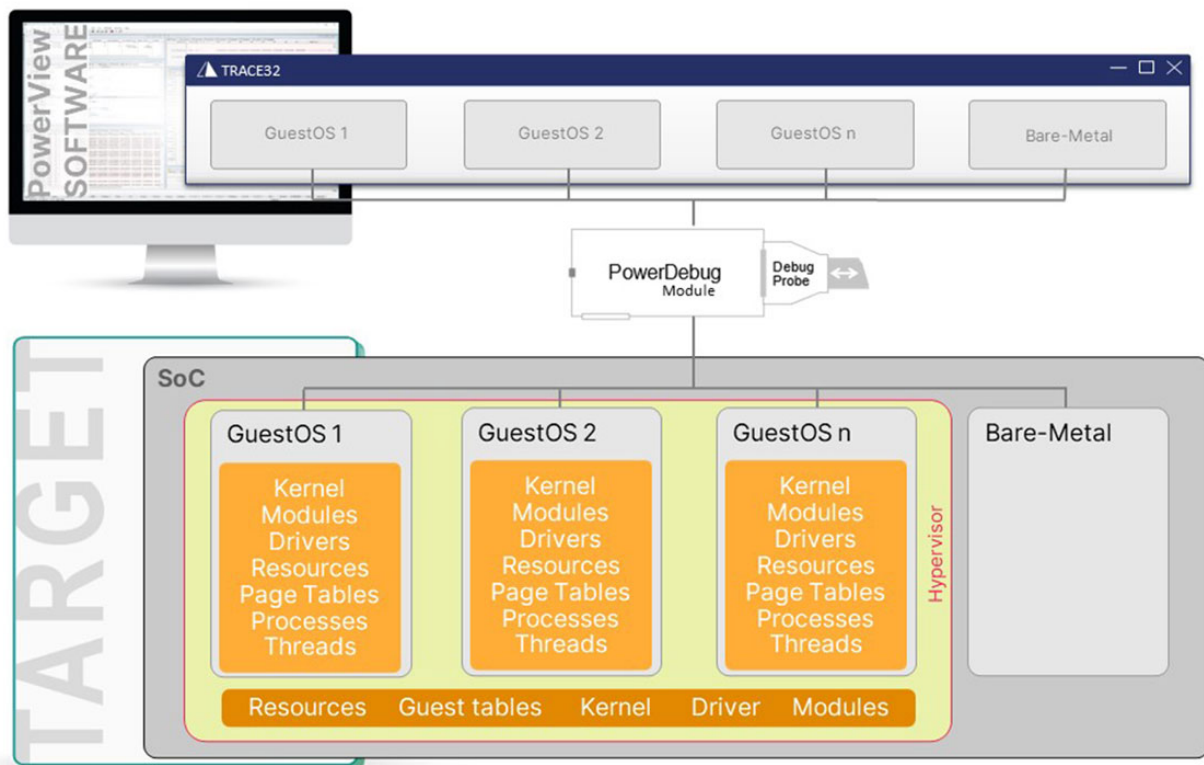 PowerView
SOFTWARE
TRACE32
GuestOS 1
GuestOS 2
GuestOS n
Bare-Metal
PowerDebug
Module
Debug
Probe
TARGET
SoC
GuestOS 1
Kernel
Modules
Drivers
Resources
Page Tables
Processes
Threads
GuestOS 2
Kernel
Modules
Drivers
Resources
Page Tables
Processes
Threads
GuestOS n
Kernel
Modules
Drivers
Resources
Page Tables
Processes
Threads
Hypervisor
Bare-Metal
Resources Guest tables Kernel Driver Modules